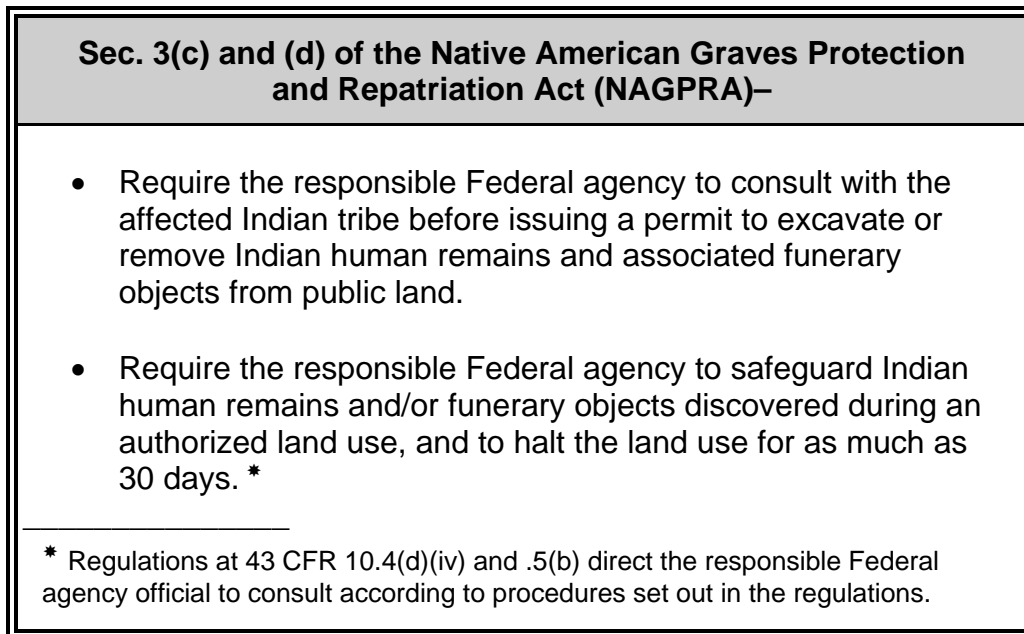 Sec. 3(c) and (d) of the Native American Graves Protection
and Repatriation Act (NAGPRA)–
• Require the responsible Federal agency to consult with the
affected Indian tribe before issuing a permit to excavate or
remove Indian human remains and associated funerary
objects from public land.
• Require the responsible Federal agency to safeguard Indian
human remains and/or funerary objects discovered during an
authorized land use, and to halt the land use for as much as
30 days. *
* Regulations at 43 CFR 10.4(d)(iv) and .5(b) direct the responsible Federal
agency official to consult according to procedures set out in the regulations.